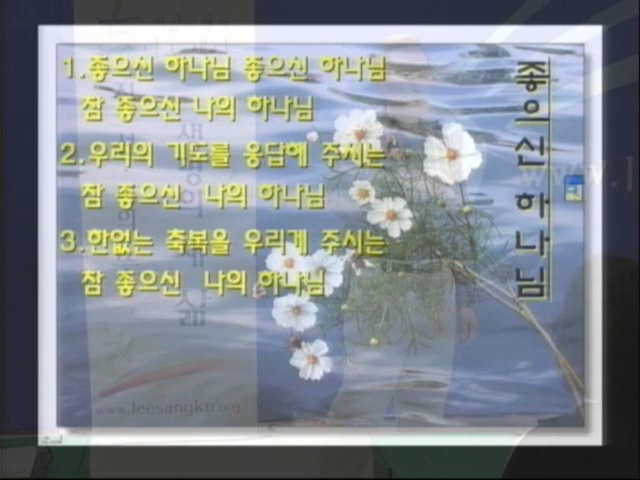 1.좋으신 하나님 좋으신 하나님
참 좋으신 나의 하나님
2.우리의 기도를 응답해 주시는
참 좋으신 나의 하나님
3.한없는 축복을 우리게 주시는
참 좋으신 나의 하나님
좋으신 하나님
www.leesangku.org